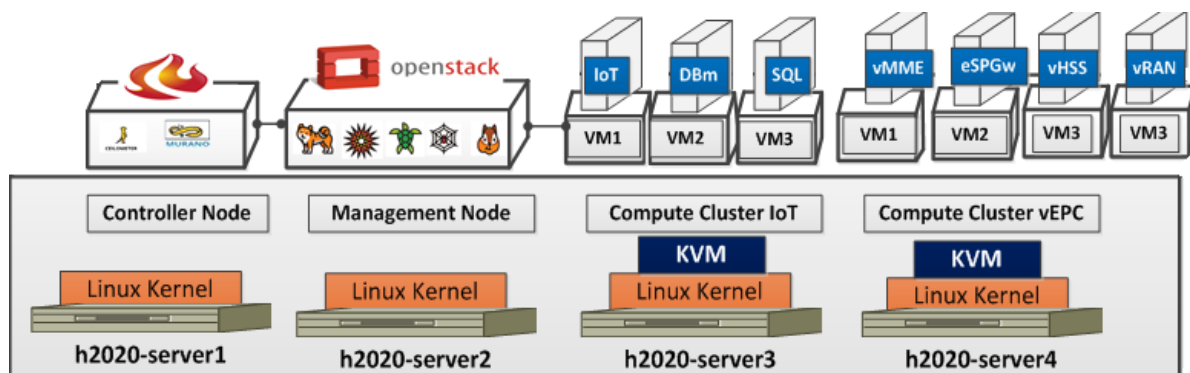 openstack
IoT
DBm
SQL
vMME
eSPGw
vHSS
vRAN
CEILOMETER
MURANO
VM1
VM2
VM3
VM1
VM2
VM3
VM3
Controller Node
Management Node
Compute Cluster IoT
Compute Cluster vEPC
KVM
KVM
Linux Kernel
Linux Kernel
Linux Kernel
Linux Kernel
h2020-server1
h2020-server2
h2020-server3
h2020-server4